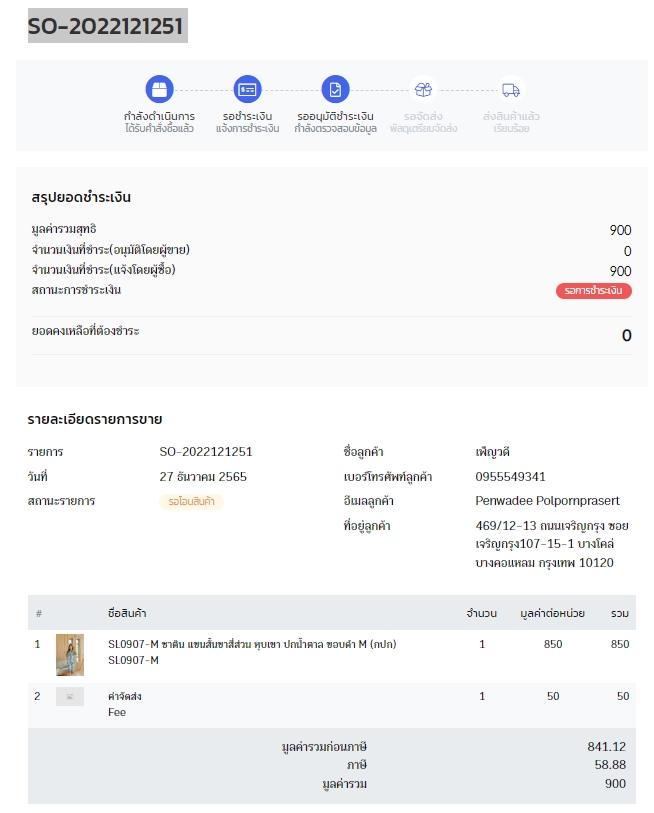 SO-2022121251
กำลังดำเนินการ
ได้รับคำสั่งซื้อแล้ว
รอชำระเงิน
แจ้งการชำระเงิน
รออนุมัติชำระเงิน
กำลังตรวจสอบข้อมูล
รอจัดส่ง
พัสดุเตรียมจัดส่ง
ส่งสินค้าแล้ว
เรียบร้อย
สรุปยอดชำระเงิน
มูลค่ารวมสุทธิ 900
จำนวนเงินที่ชำระ(อนุมัติโดยผู้ขาย) 0
จำนวนเงินที่ชำระ(แจ้งโดยผู้ซื้อ) 900
สถานะการชำระเงิน รอการชำระเงิน
ยอดคงเหลือที่ต้องชำระ 0
รายละเอียดรายการขาย
รายการ SO-2022121251
วันที่ 27 ธันวาคม 2565
สถานะรายการ รอโอนสินค้า
ชื่อลูกค้า เพ็ญวดี
เบอร์โทรศัพท์ลูกค้า 0955549341
อีเมลลูกค้า Penwadee Polpornprasert
ที่อยู่ลูกค้า 469/12-13 ถนนเจริญกรุง ซอย
เจริญกรุง107-15-1 บางโคล่
บางคอแหลม กรุงเทพ 10120
# ชื่อสินค้า จำนวน มูลค่าต่อหน่วย รวม
1 SL0907-M ซาติน แขนสั้นขาสี่ส่วน หุบเขา ปกน้ำตาล ขอบดำ M (กปก) 1 850 850
SL0907-M
2 ค่าจัดส่ง 1 50 50
Fee
มูลค่ารวมก่อนภาษี 841.12
ภาษี 58.88
มูลค่ารวม 900